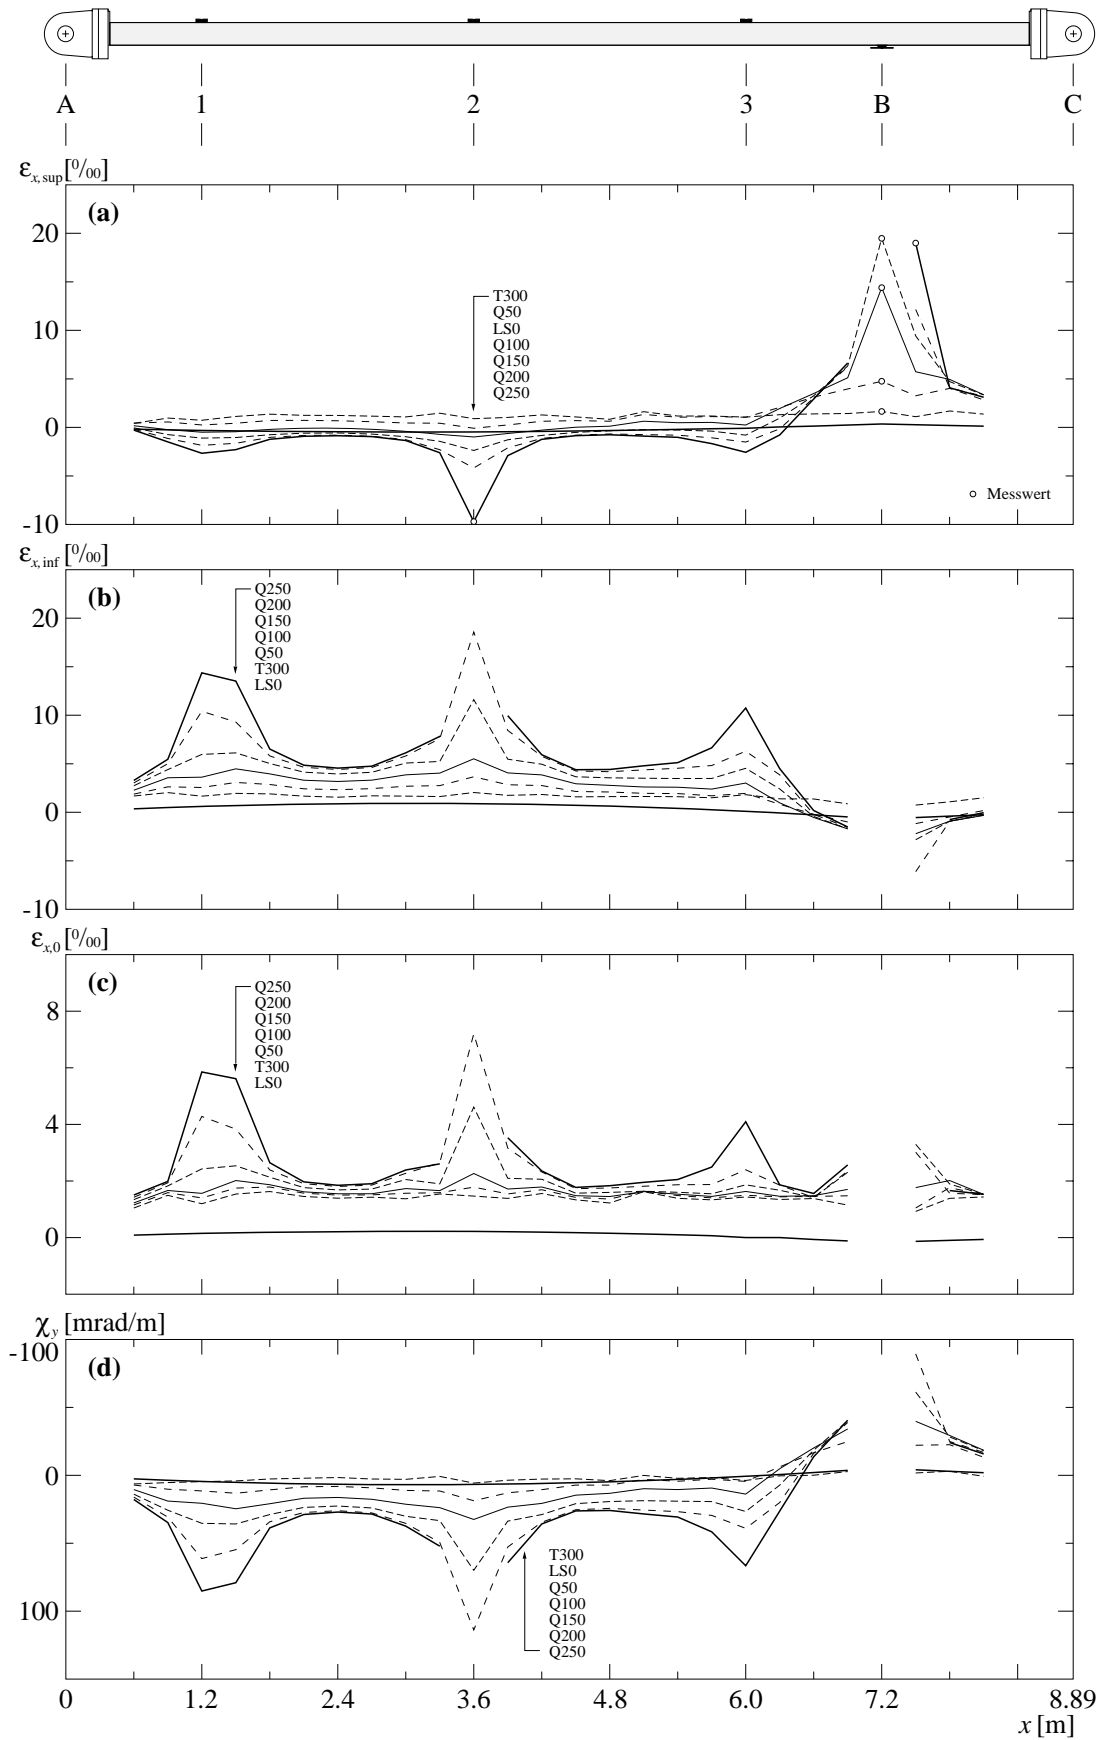 A 1 2 3 B C
εx,sup [0/00]
(a)
20
10
0
-10
T300
Q50
LS0
Q100
Q150
Q200
Q250
Messwert
εx,inf [0/00]
(b)
20
10
0
-10
Q250
Q200
Q150
Q100
Q50
T300
LS0
εx,0 [0/00]
(c)
8
4
0
Q250
Q200
Q150
Q100
Q50
T300
LS0
χy [mrad/m]
(d)
-100
0
100
T300
LS0
Q50
Q100
Q150
Q200
Q250
0 1.2 2.4 3.6 4.8 6.0 7.2 8.89
x [m]